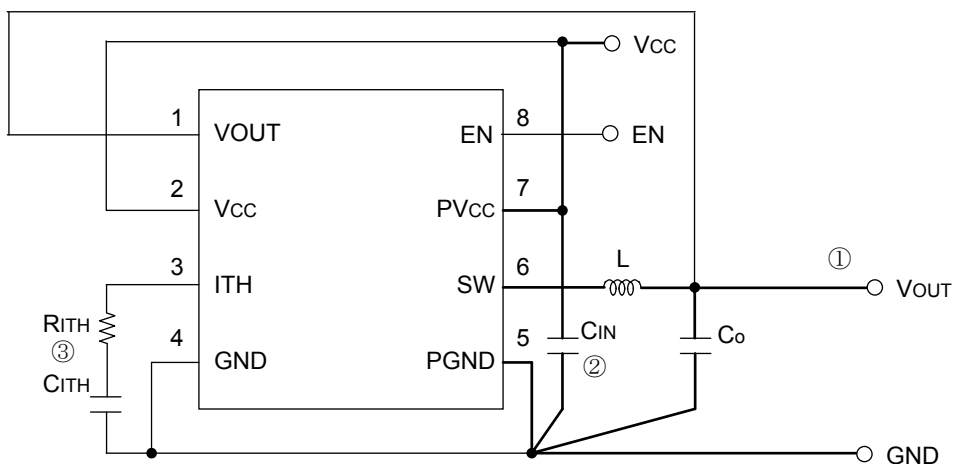 VCC
1 VOUT EN 8 EN
2 VCC PVCC 7
3 ITH SW 6 L ① VOUT
RITH
③
CITH
4 GND PGND 5 CIN
②
Co
GND